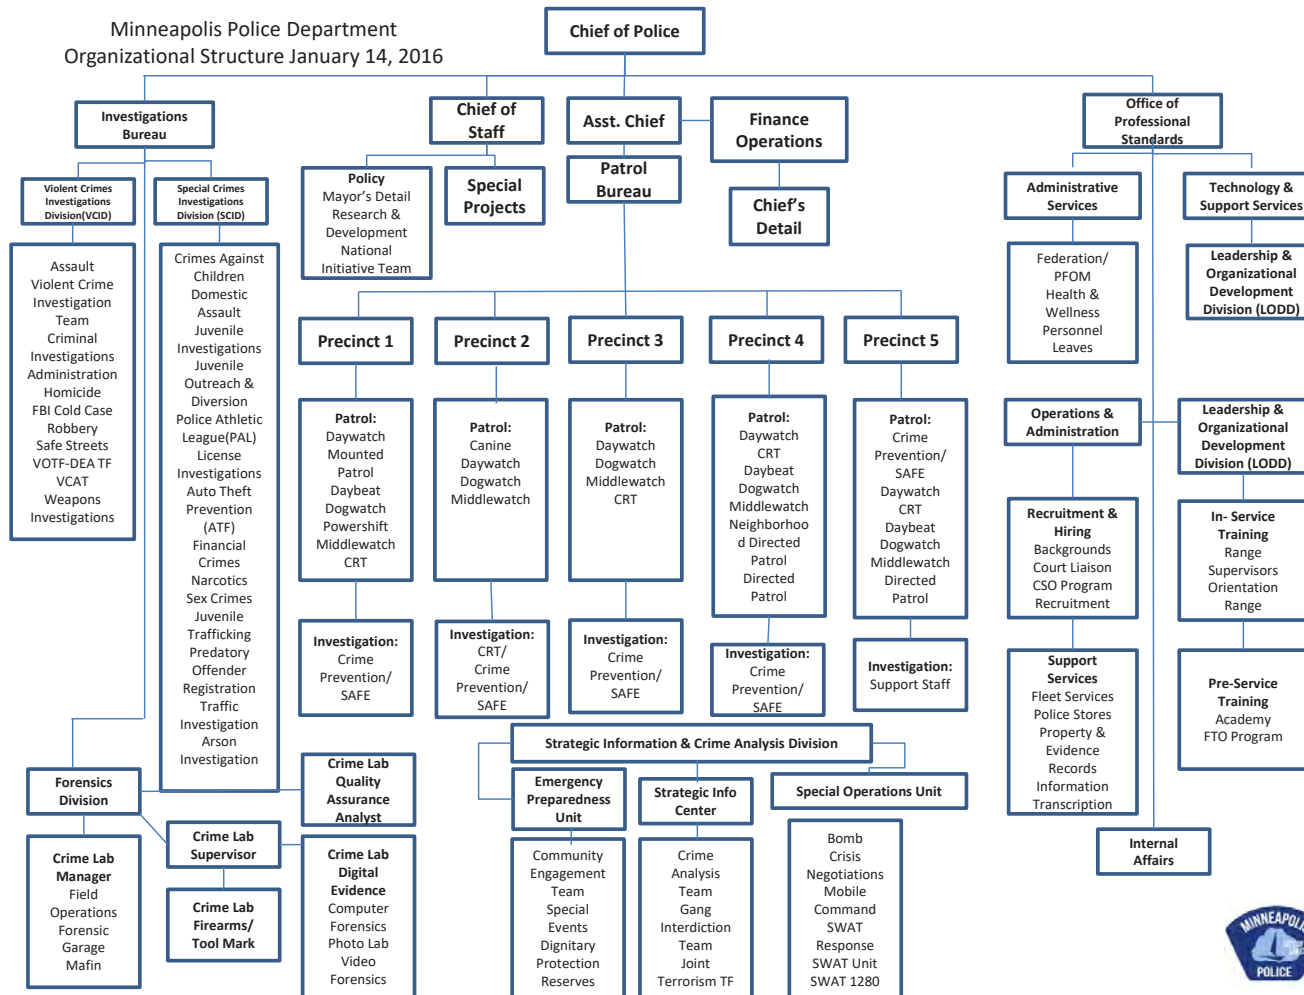 Minneapolis Police Department
Organizational Structure January 14, 2016
Chief of Police
Investigations
Bureau
Chief of
Staff
Asst. Chief
Finance
Operations
Office of
Professional
Standards
Violent Crimes
Investigations
Division(VCID)
Special Crimes
Investigations
Division (SCID)
Policy
Mayor's Detail
Research &
Development
National
Initiative Team
Special
Projects
Patrol
Bureau
Chief's
Detail
Administrative
Services
Technology &
Support Services
Assault
Violent Crime
Investigation
Team
Criminal
Investigations
Administration
Homicide
FBI Cold Case
Robbery
Safe Streets
VOTF-DEA TF
VCAT
Weapons
Investigations
Crimes Against
Children
Domestic
Assault
Juvenile
Investigations
Juvenile
Outreach &
Diversion
Police Athletic
League(PAL)
License
Investigations
Auto Theft
Prevention
(ATF)
Financial
Crimes
Narcotics
Sex Crimes
Juvenile
Trafficking
Predatory
Offender
Registration
Traffic
Investigation
Arson
Investigation
Federation/
PFOM
Health &
Wellness
Personnel
Leaves
Leadership &
Organizational
Development
Division (LODD)
Precinct 1
Precinct 2
Precinct 3
Precinct 4
Precinct 5
Patrol:
Daywatch
Mounted
Patrol
Daybeat
Dogwatch
Powershift
Middlewatch
CRT
Patrol:
Canine
Daywatch
Dogwatch
Middlewatch
Patrol:
Daywatch
Dogwatch
Middlewatch
CRT
Patrol:
Daywatch
CRT
Daybeat
Dogwatch
Middlewatch
Neighborhoo
d Directed
Patrol
Directed
Patrol
Patrol:
Crime
Prevention/
SAFE
Daywatch
CRT
Daybeat
Dogwatch
Middlewatch
Directed
Patrol
Operations &
Administration
Leadership &
Organizational
Development
Division (LODD)
Recruitment &
Hiring
Backgrounds
Court Liaison
CSO Program
Recruitment
In- Service
Training
Range
Supervisors
Orientation
Range
Investigation:
Crime
Prevention/
SAFE
Investigation:
CRT/
Crime
Prevention/
SAFE
Investigation:
Crime
Prevention/
SAFE
Investigation:
Crime
Prevention/
SAFE
Investigation:
Support Staff
Support
Services
Fleet Services
Police Stores
Property &
Evidence
Records
Information
Transcription
Pre-Service
Training
Academy
FTO Program
Strategic Information & Crime Analysis Division
Forensics
Division
Crime Lab
Quality
Assurance
Analyst
Emergency
Preparedness
Unit
Strategic Info
Center
Special Operations Unit
Crime Lab
Supervisor
Internal
Affairs
Crime Lab
Manager
Field
Operations
Forensic
Garage
Mafin
Crime Lab
Firearms/
Tool Mark
Crime Lab
Digital
Evidence
Computer
Forensics
Photo Lab
Video
Forensics
Community
Engagement
Team
Special
Events
Dignitary
Protection
Reserves
Crime
Analysis
Team
Gang
Interdiction
Team
Joint
Terrorism TF
Bomb
Crisis
Negotiations
Mobile
Command
SWAT
Response
SWAT Unit
SWAT 1280
MINNEAPOLIS
POLICE